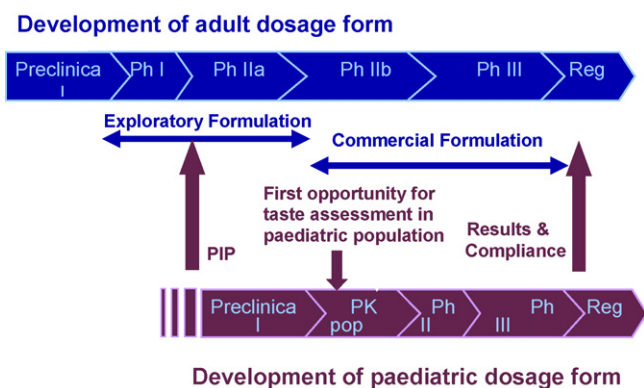 Development of adult dosage form
Preclinica Ph I Ph IIa Ph IIb Ph III Reg
l
Exploratory Formulation
Commercial Formulation
First opportunity for
taste assessment in
paediatric population
PIP
Results &
Compliance
Preclinica PK Ph Ph Reg
l pop II III
Development of paediatric dosage form